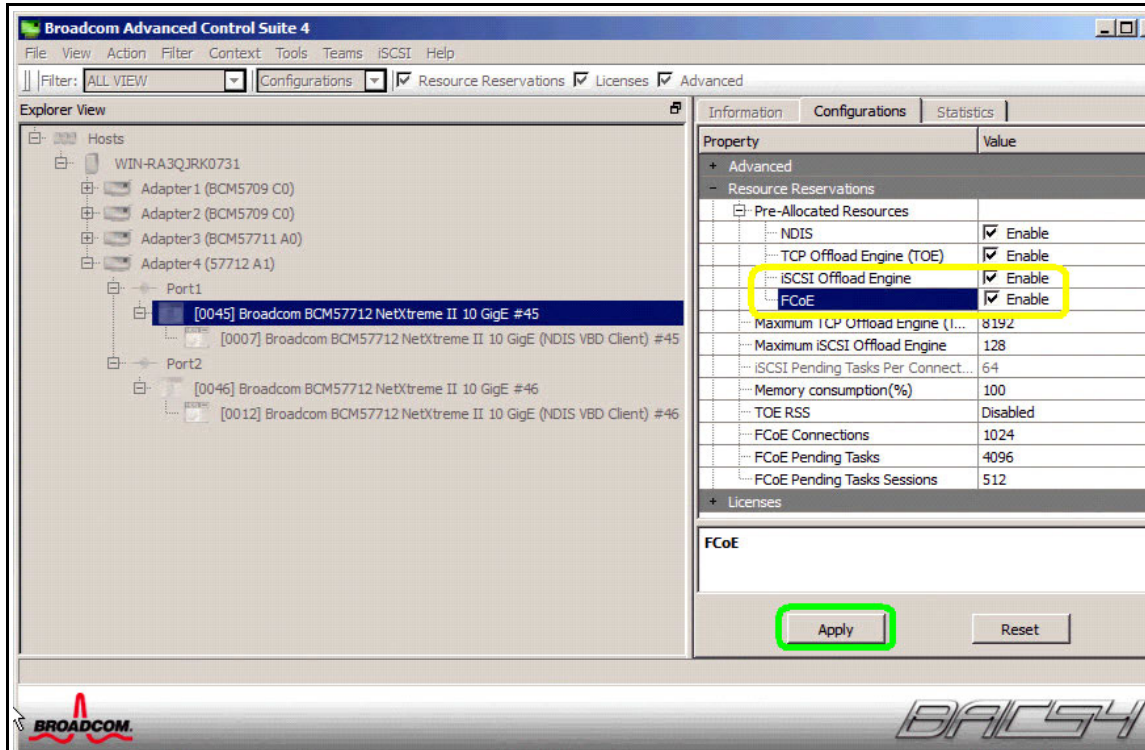 Broadcom Advanced Control Suite 4
File View Action Filter Context Tools Teams iSCSI Help
Filter: ALL VIEW Configurations Resource Reservations Licenses Advanced
Explorer View
Hosts
WIN-RA3QJRK0731
Adapter1 (BCM5709 C0)
Adapter2 (BCM5709 C0)
Adapter3 (BCM57711 A0)
Adapter4 (57712 A1)
Port1
[0045] Broadcom BCM57712 NetXtreme II 10 GigE #45
[0007] Broadcom BCM57712 NetXtreme II 10 GigE (NDIS VBD Client) #45
Port2
[0046] Broadcom BCM57712 NetXtreme II 10 GigE #46
[0012] Broadcom BCM57712 NetXtreme II 10 GigE (NDIS VBD Client) #46
Information Configurations Statistics
Property Value
+ Advanced
- Resource Reservations
Pre-Allocated Resources
NDIS Enable
TCP Offload Engine (TOE) Enable
iSCSI Offload Engine Enable
FCoE Enable
Maximum TCP Offload Engine (T... 8192
Maximum iSCSI Offload Engine 128
iSCSI Pending Tasks Per Connect... 64
Memory consumption(%) 100
TOE RSS Disabled
FCoE Connections 1024
FCoE Pending Tasks 4096
FCoE Pending Tasks Sessions 512
+ Licenses
FCoE
Apply Reset
BROADCOM.
BACS4